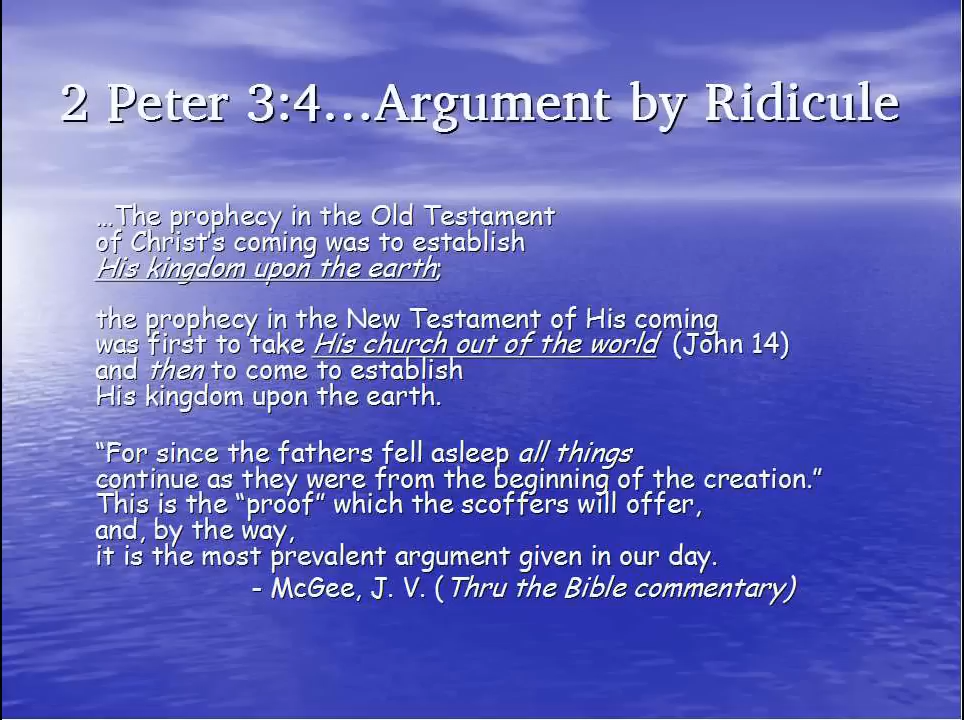 2 Peter 3:4…Argument by Ridicule
…The prophecy in the Old Testament
of Christ’s coming was to establish
His kingdom upon the earth;
the prophecy in the New Testament of His coming
was first to take His church out of the world (John 14)
and then to come to establish
His kingdom upon the earth.
“For since the fathers fell asleep all things
continue as they were from the beginning of the creation.”
This is the “proof” which the scoffers will offer,
and, by the way,
it is the most prevalent argument given in our day.
- McGee, J. V. (Thru the Bible commentary)